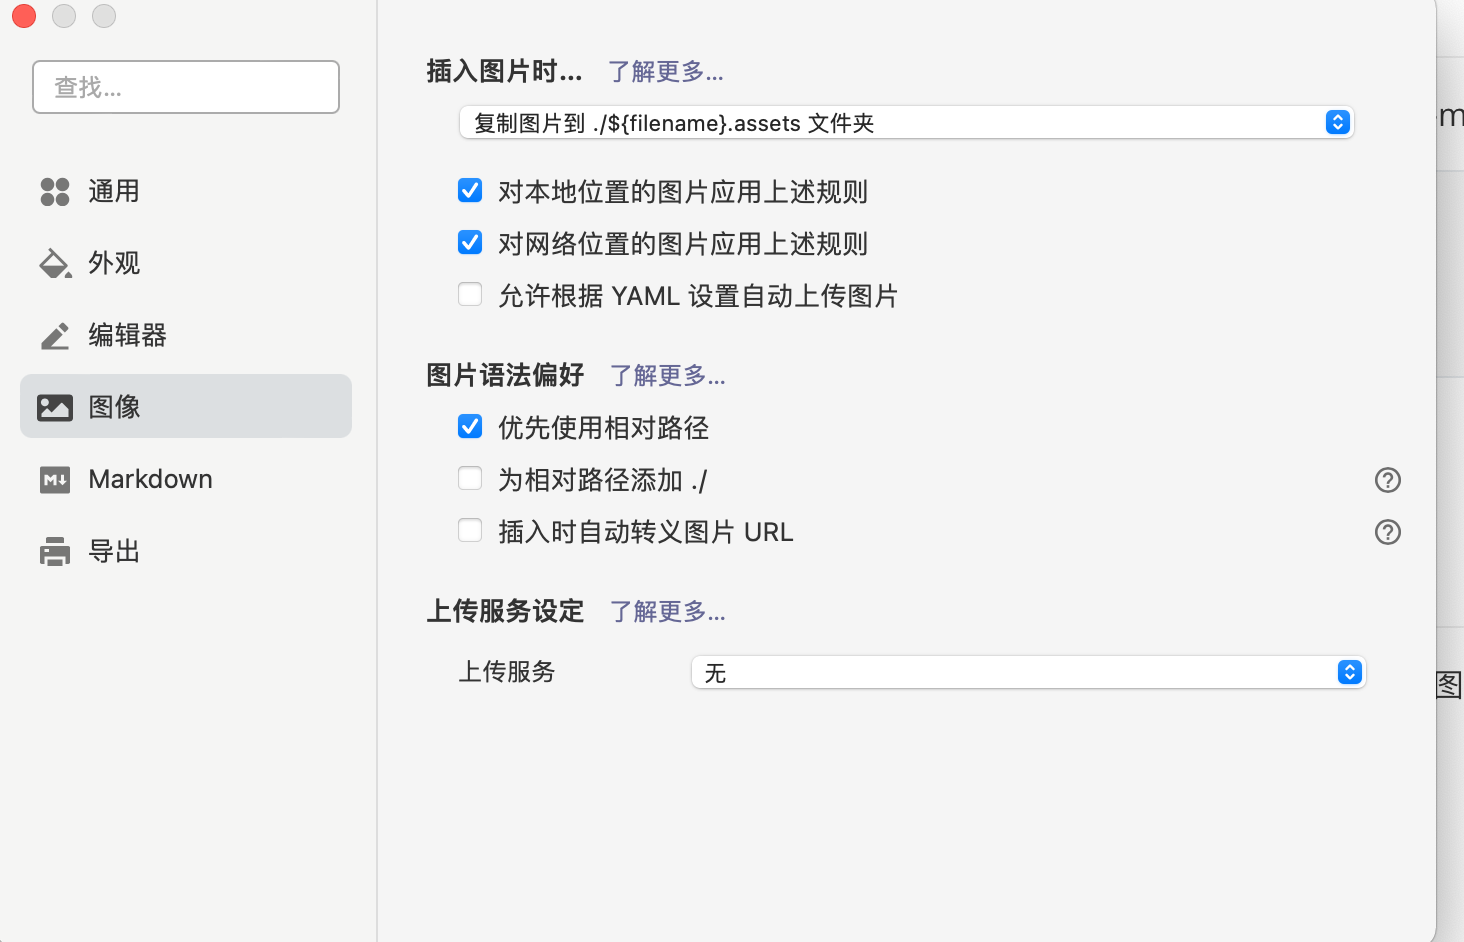 查找...
通用
外观
编辑器
图像
Markdown
导出
插入图片时... 了解更多...
复制图片到 ./${filename}.assets 文件夹
对本地位置的图片应用上述规则
对网络位置的图片应用上述规则
允许根据 YAML 设置自动上传图片
图片语法偏好 了解更多...
优先使用相对路径
为相对路径添加 ./
插入时自动转义图片 URL
上传服务设定 了解更多...
上传服务 无
图